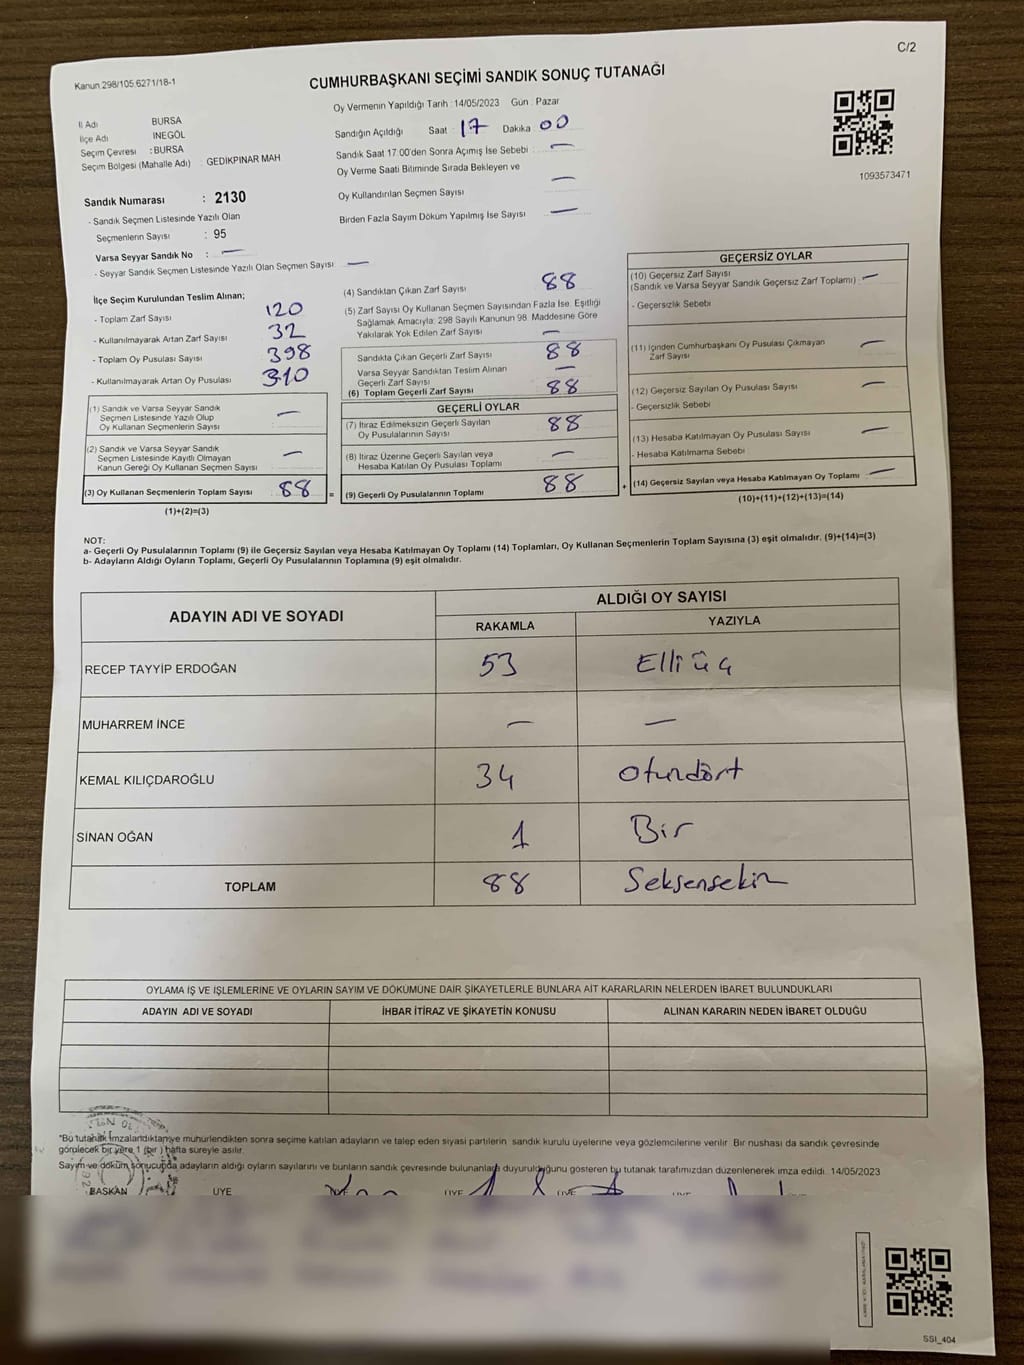 C/2
Kanun 298/105.6271/18-1
CUMHURBAŞKANI SEÇİMİ SANDIK SONUÇ TUTANAĞI
İl Adı BURSA
İlçe Adı INEGÖL
Seçim Çevresi : BURSA
Seçim Bölgesi (Mahalle Adı) : GEDİKPINAR MAH
Oy Vermenin Yapıldığı Tarih : 14/05/2023 Gün : Pazar
Sandığın Açıldığı Saat : 17 Dakika 00
Sandık Saat 17.00'den Sonra Açımış İse Sebebi : —
Oy Verme Saati Bitiminde Sırada Bekleyen ve
Oy Kullandırılan Seçmen Sayısı —
Birden Fazla Sayım Döküm Yapılmış İse Sayısı —
1093573471
Sandık Numarası : 2130
- Sandık Seçmen Listesinde Yazılı Olan
Seçmenlerin Sayısı : 95
Varsa Seyyar Sandık No : —
- Seyyar Sandık Seçmen Listesinde Yazılı Olan Seçmen Sayısı —
İlçe Seçim Kurulundan Teslim Alınan;
- Toplam Zarf Sayısı 120
- Kullanılmayarak Artan Zarf Sayısı 32
- Toplam Oy Pusulası Sayısı 398
- Kullanılmayarak Artan Oy Pusulası 310
(1) Sandık ve Varsa Seyyar Sandık
Seçmen Listesinde Yazılı Olup
Oy Kullanan Seçmenlerin Sayısı : —
(2) Sandık ve Varsa Seyyar Sandık
Seçmen Listesinde Kayıtlı Olmayan
Kanun Gereği Oy Kullanan Seçmen Sayısı —
(3) Oy Kullanan Seçmenlerin Toplam Sayısı 88 =
(1)+(2)=(3)
(4) Sandıktan Çıkan Zarf Sayısı 88
(5) Zarf Sayısı Oy Kullanan Seçmen Sayısından Fazla İse, Eşitliği
Sağlamak Amacıyla; 298 Sayılı Kanunun 98. Maddesine Göre
Yakılarak Yok Edilen Zarf Sayısı —
Sandıkta Çıkan Geçerli Zarf Sayısı 88
Varsa Seyyar Sandıktan Teslim Alınan
Geçerli Zarf Sayısı —
(6) Toplam Geçerli Zarf Sayısı 88
GEÇERLİ OYLAR
(7) İtiraz Edilmeksizin Geçerli Sayılan
Oy Pusulalarının Sayısı 88
(8) İtiraz Üzerine Geçerli Sayılan veya
Hesaba Katılan Oy Pusulası Toplamı —
(9) Geçerli Oy Pusulalarının Toplamı 88 +
GEÇERSİZ OYLAR
(10) Geçersiz Zarf Sayısı
(Sandık ve Varsa Seyyar Sandık Geçersiz Zarf Toplamı) : —
- Geçersizlik Sebebi
(11) İçinden Cumhurbaşkanı Oy Pusulası Çıkmayan
Zarf Sayısı —
(12) Geçersiz Sayılan Oy Pusulası Sayısı —
- Geçersizlik Sebebi
(13) Hesaba Katılmayan Oy Pusulası Sayısı —
- Hesaba Katılmama Sebebi
(14) Geçersiz Sayılan veya Hesaba Katılmayan Oy Toplamı —
(10)+(11)+(12)+(13)=(14)
NOT:
a- Geçerli Oy Pusulalarının Toplamı (9) ile Geçersiz Sayılan veya Hesaba Katılmayan Oy Toplamı (14) Toplamları, Oy Kullanan Seçmenlerin Toplam Sayısına (3) eşit olmalıdır. (9)+(14)=(3)
b- Adayların Aldığı Oyların Toplamı, Geçerli Oy Pusulalarının Toplamına (9) eşit olmalıdır.
ADAYIN ADI VE SOYADI ALDIĞI OY SAYISI
RAKAMLA YAZIYLA
RECEP TAYYİP ERDOĞAN 53 Elli üç
MUHARREM İNCE — —
KEMAL KILIÇDAROĞLU 34 Otuzdört
SİNAN OĞAN 1 Bir
TOPLAM 88 Seksensekiz
OYLAMA İŞ VE İŞLEMLERİNE VE OYLARIN SAYIM VE DÖKÜMÜNE DAİR ŞİKAYETLERLE BUNLARA AİT KARARLARIN NELERDEN İBARET BULUNDUKLARI
ADAYIN ADI VE SOYADI İHBAR İTİRAZ VE ŞİKAYETİN KONUSU ALINAN KARARIN NEDEN İBARET OLDUĞU
*Bu tutanak imzalandıktan ve mühürlendikten sonra seçime katılan adayların ve talep eden siyasi partilerin sandık kurulu üyelerine veya gözlemcilerine verilir. Bir nushası da sandık çevresinde
görülecek bir yere 1 (bir) hafta süreyle asılır.
Sayım ve döküm sonucunda adayların aldığı oyların sayılarını ve bunların sandık çevresinde bulunanlara duyurulduğunu gösteren bu tutanak tarafımızdan düzenlenerek imza edildi. 14/05/2023
BAŞKAN ÜYE ÜYE ÜYE ÜYE ÜYE
SSI_404